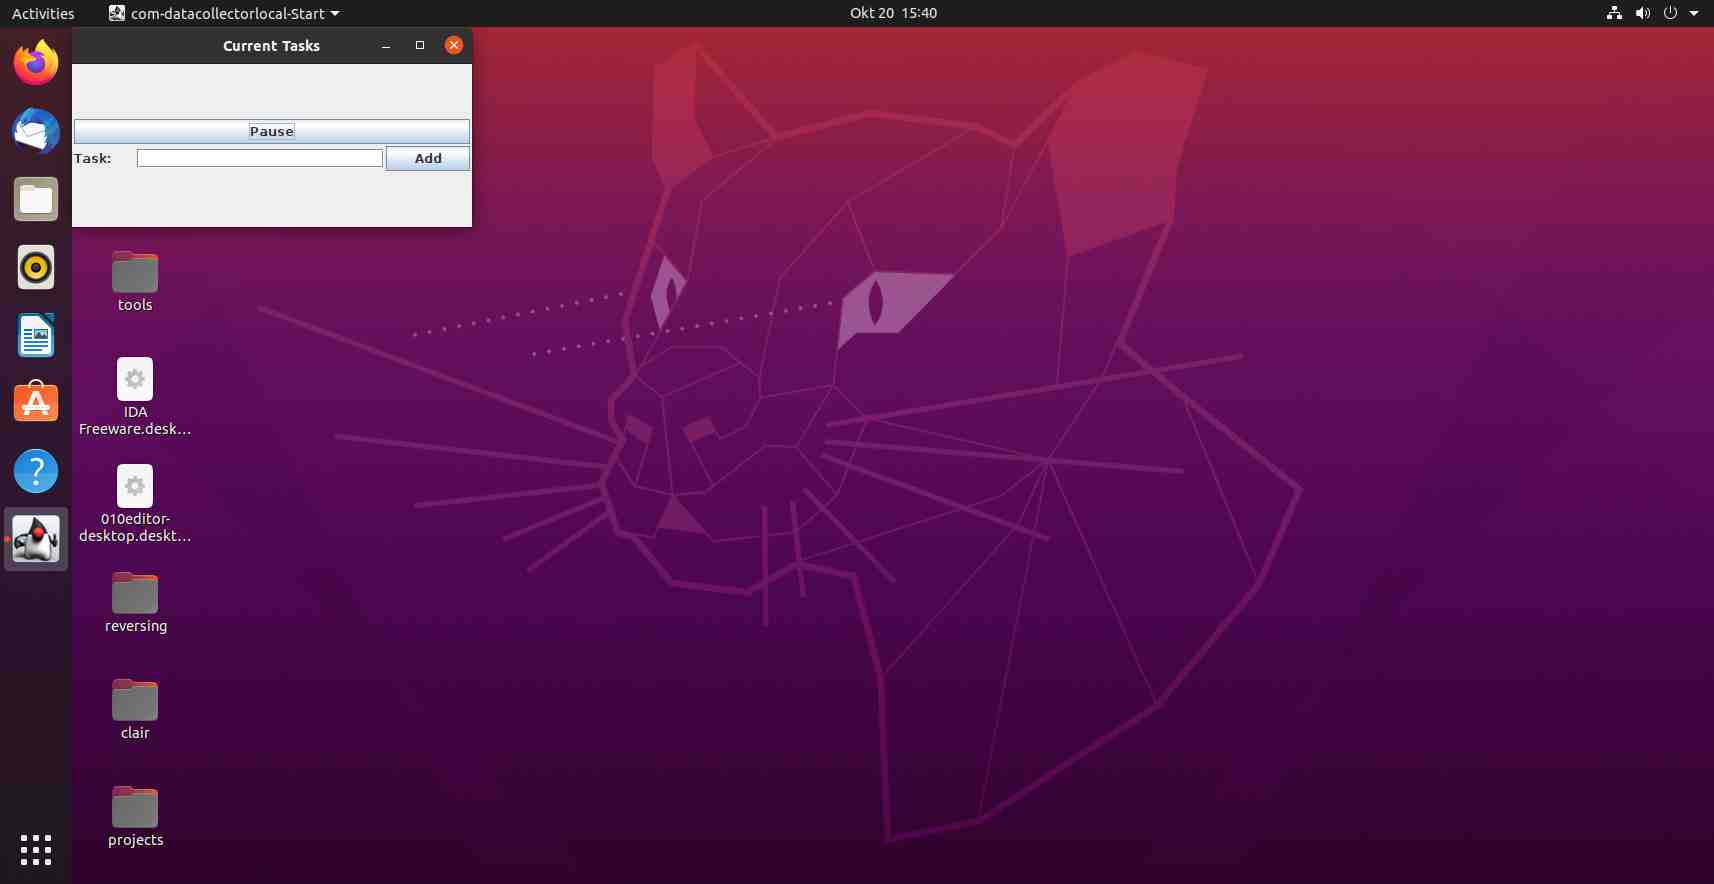 Activities
com-datacollectorlocal-Start
Okt 20 15:40
Current Tasks
Pause
Task:
Add
tools
IDA
Freeware.desk...
010editor-
desktop.deskt...
reversing
clair
projects